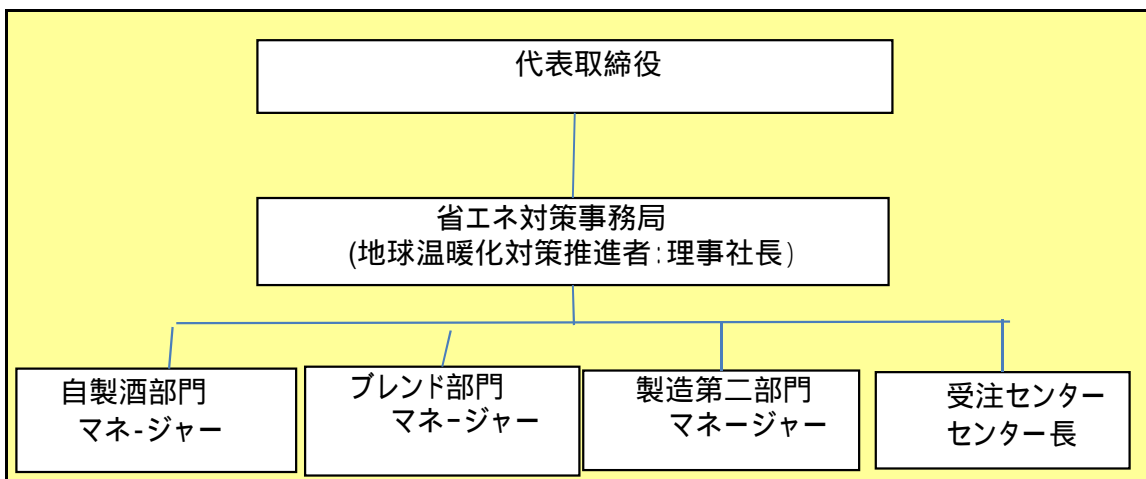 代表取締役
省エネ対策事務局
(地球温暖化対策推進者:理事社長)
自製酒部門
マネ-ジャー
ブレンド部門
マネ-ジャー
製造第二部門
マネージャー
受注センター
センター長